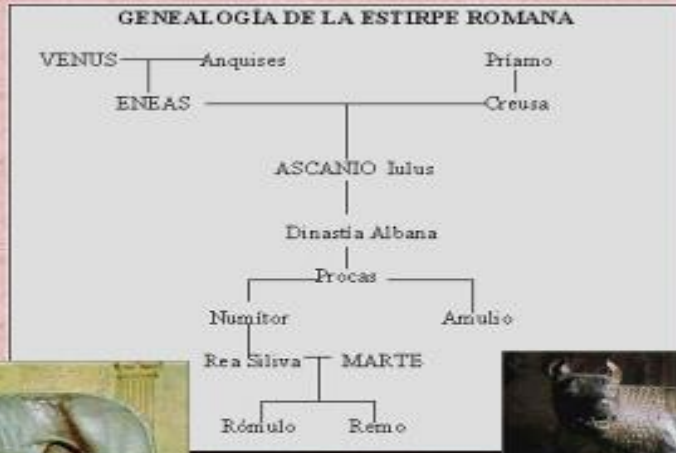 GENEALOGÍA DE LA ESTIRPE ROMANA
VENUS Anquises Príamo
ENEAS Creusa
ASCANIO Iulus
Dinastía Albana
Procas
Numítor Amulio
Rea Silsva MARTE
Rómulo Remo